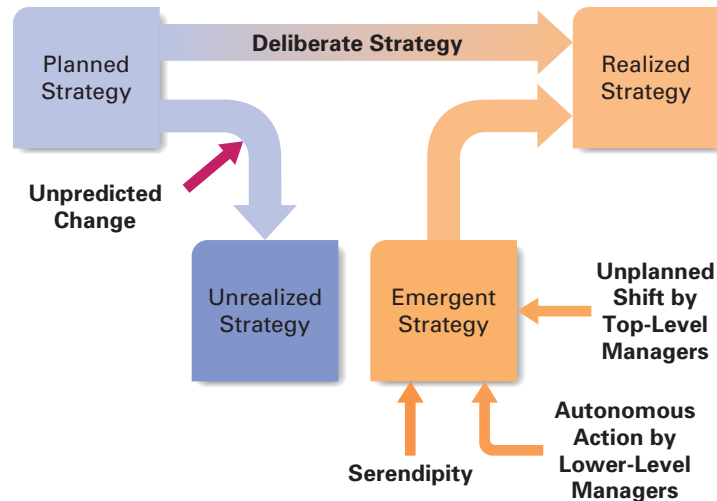 Planned
Strategy
Deliberate Strategy
Realized
Strategy
Unpredicted
Change
Unrealized
Strategy
Emergent
Strategy
Unplanned
Shift by
Top-Level
Managers
Serendipity
Autonomous
Action by
Lower-Level
Managers